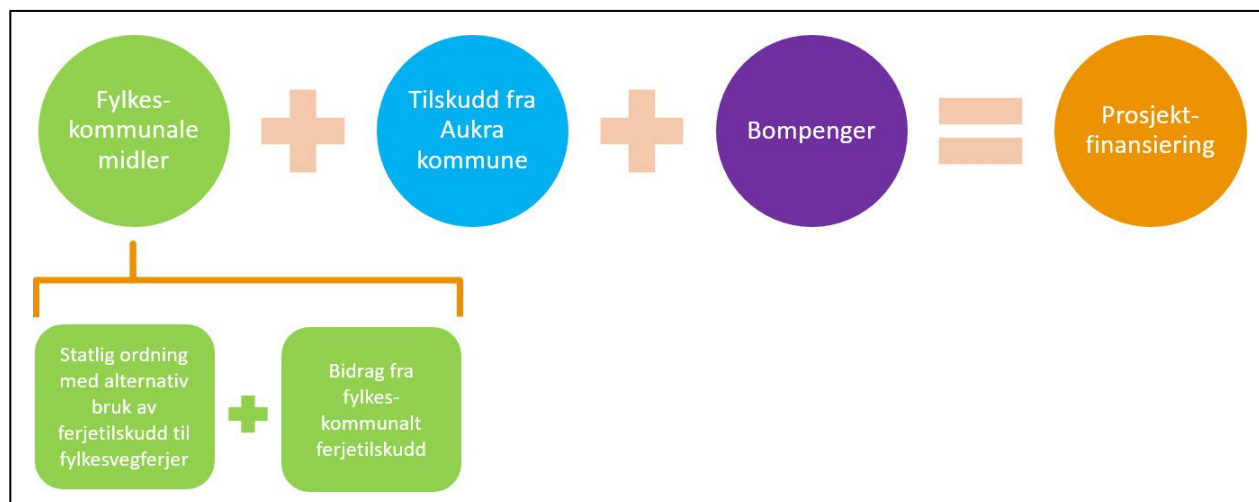 Fylkes-
kommunale
midler
Tilskudd fra
Aukra
kommune
Bompenger
Prosjekt-
finansiering
Statlig ordning
med alternativ
bruk av
ferjetilskudd til
fylkesvegferjer
Bidrag fra
fylkes-
kommunalt
ferjetilskudd